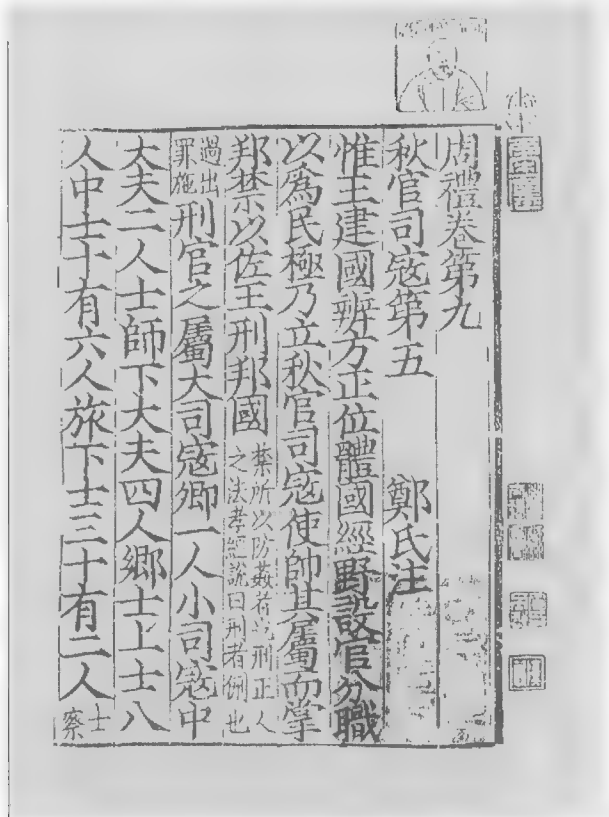 周禮卷第九
秋官司寇第五　鄭氏注
惟王建國辨方正位體國經野設官分職
以爲民極乃立秋官司寇使帥其屬而掌
邦禁以佐王刑邦國禁所以防姦者也刑正人
之法孝經說曰刑者侀也
過出
罪施刑官之屬大司寇卿一人小司寇中
大夫二人士師下大夫四人鄉士上士八
人中士十有六人旅下士三十有二人士
察